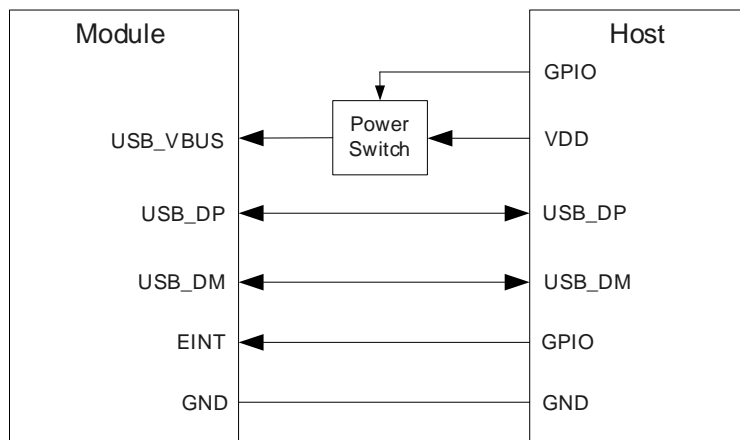 Module
Host
GPIO
Power
Switch
USB_VBUS
VDD
USB_DP
USB_DP
USB_DM
USB_DM
EINT
GPIO
GND
GND